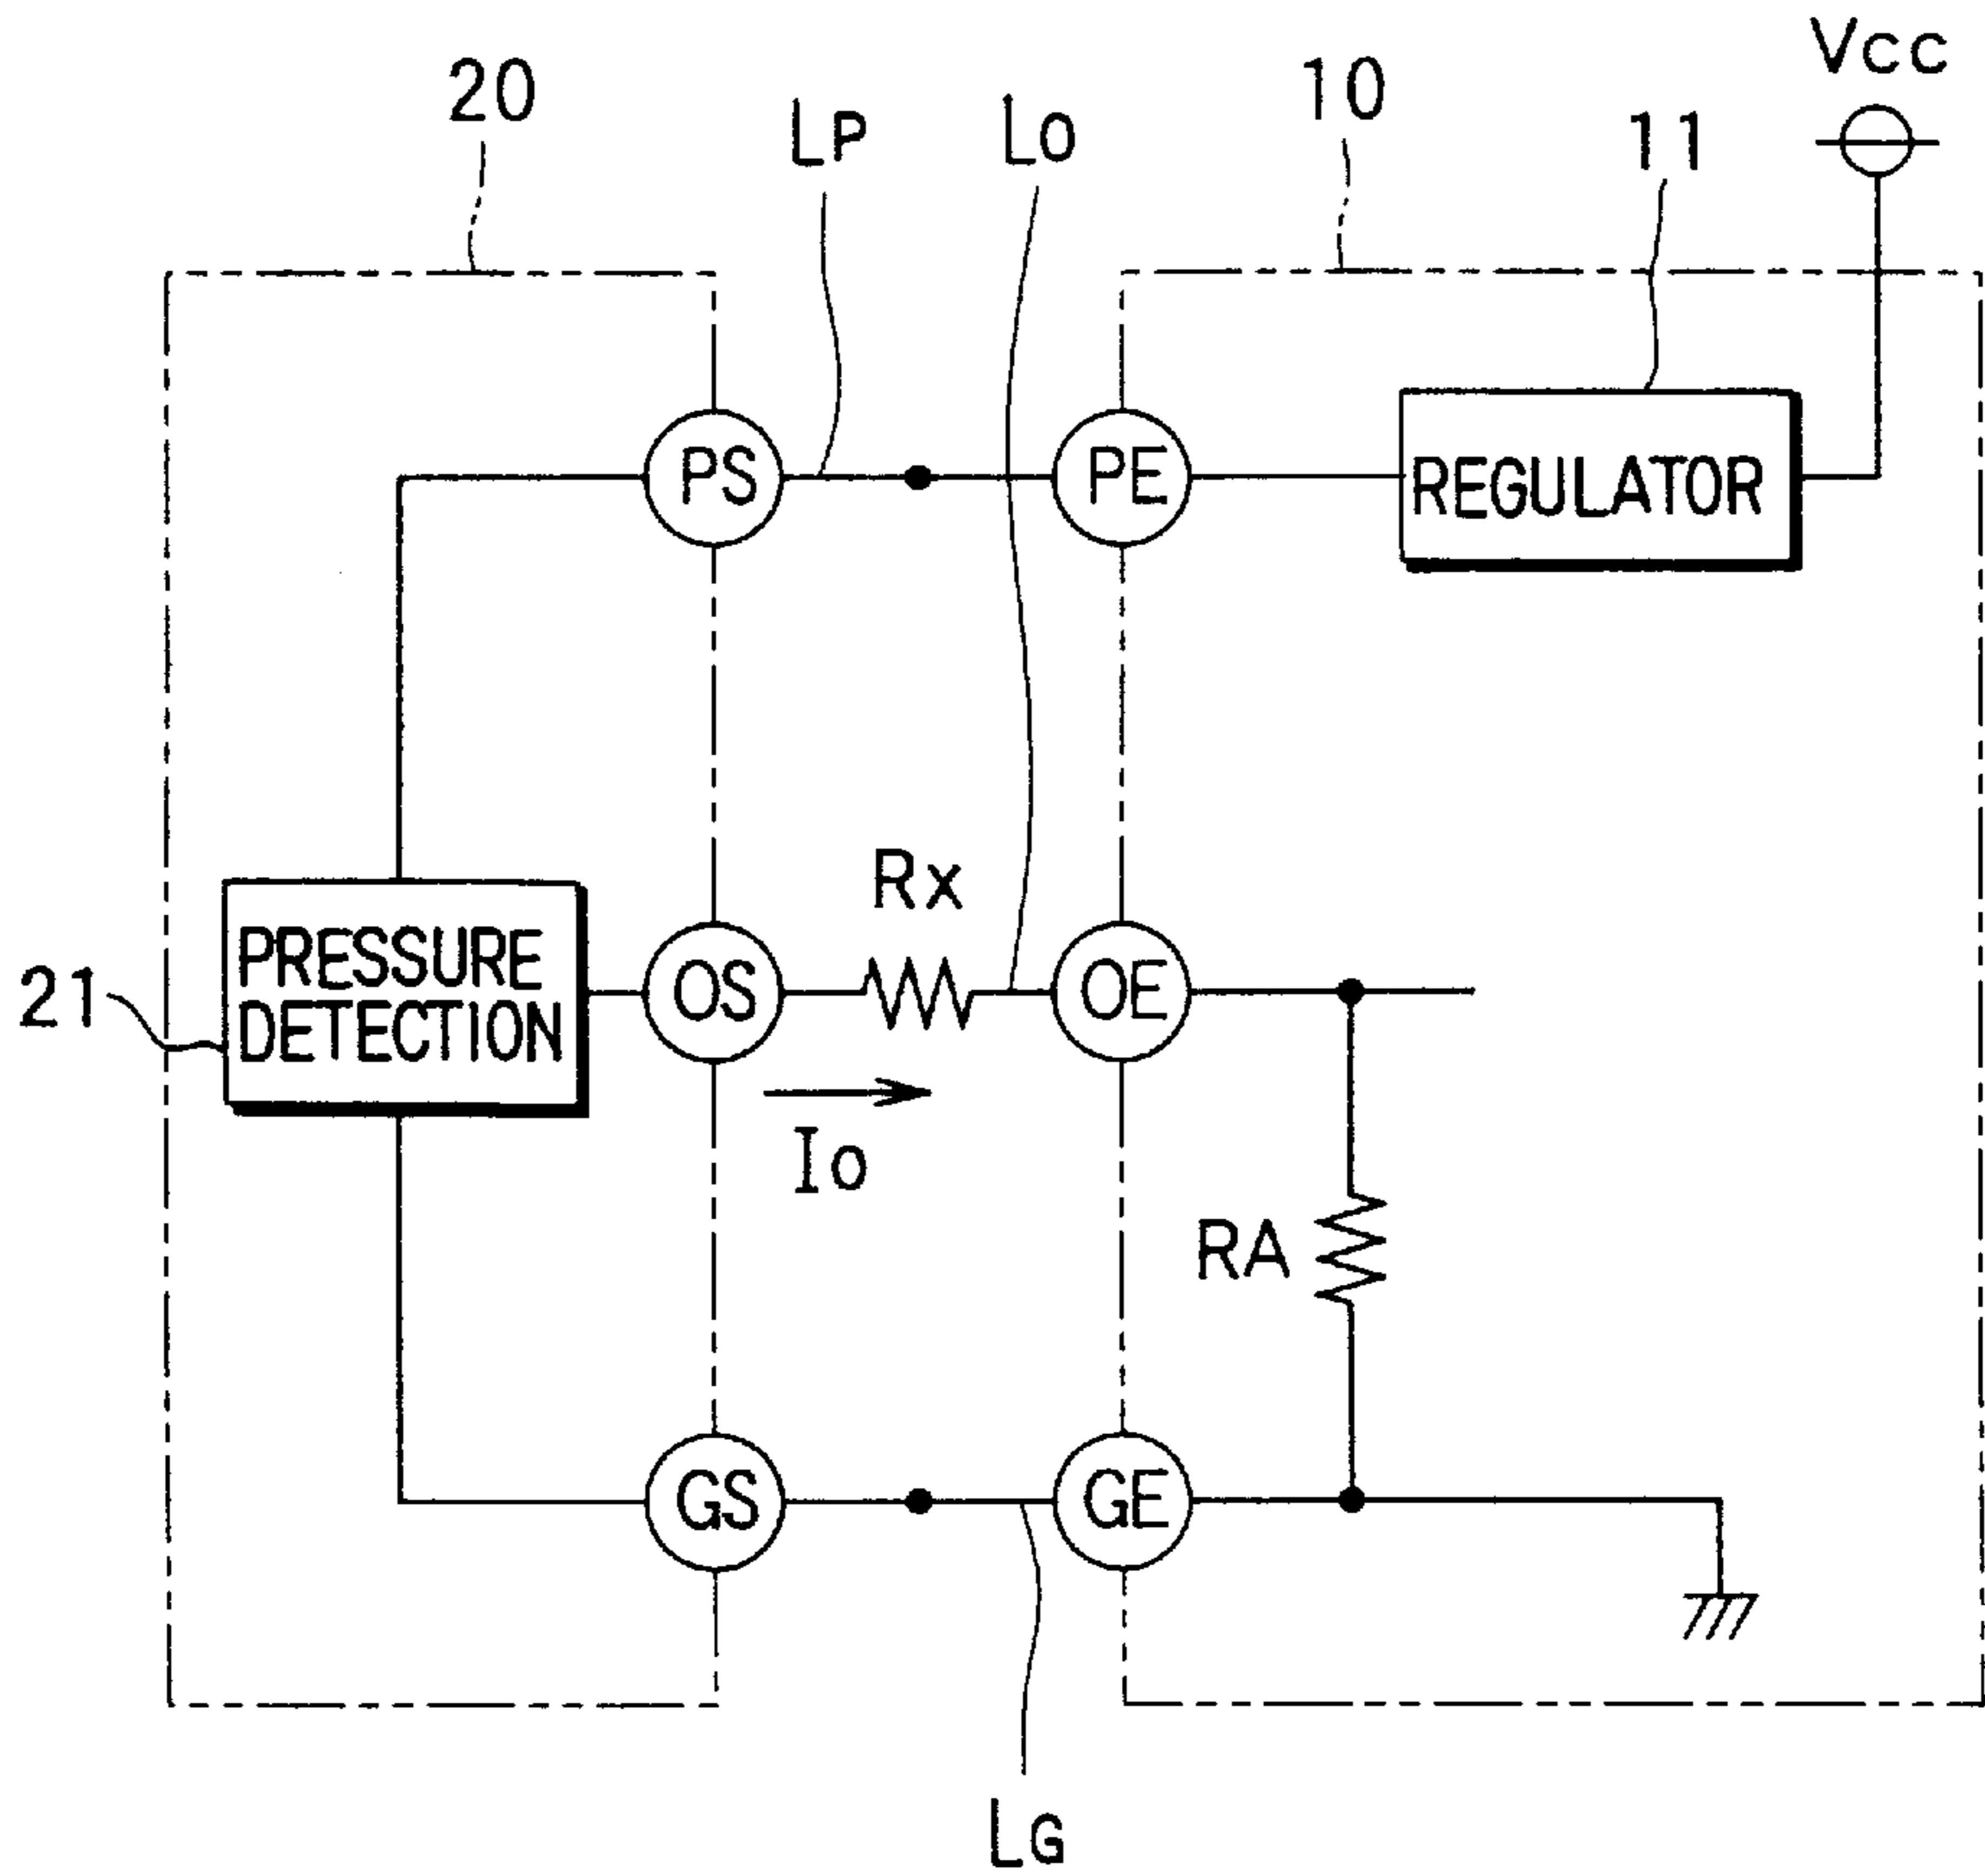 Vcc
20
10
LP
LO
11
PS
PE
REGULATOR
Rx
PRESSURE
DETECTION
OS
OE
21
Io
RA
GS
GE
LG